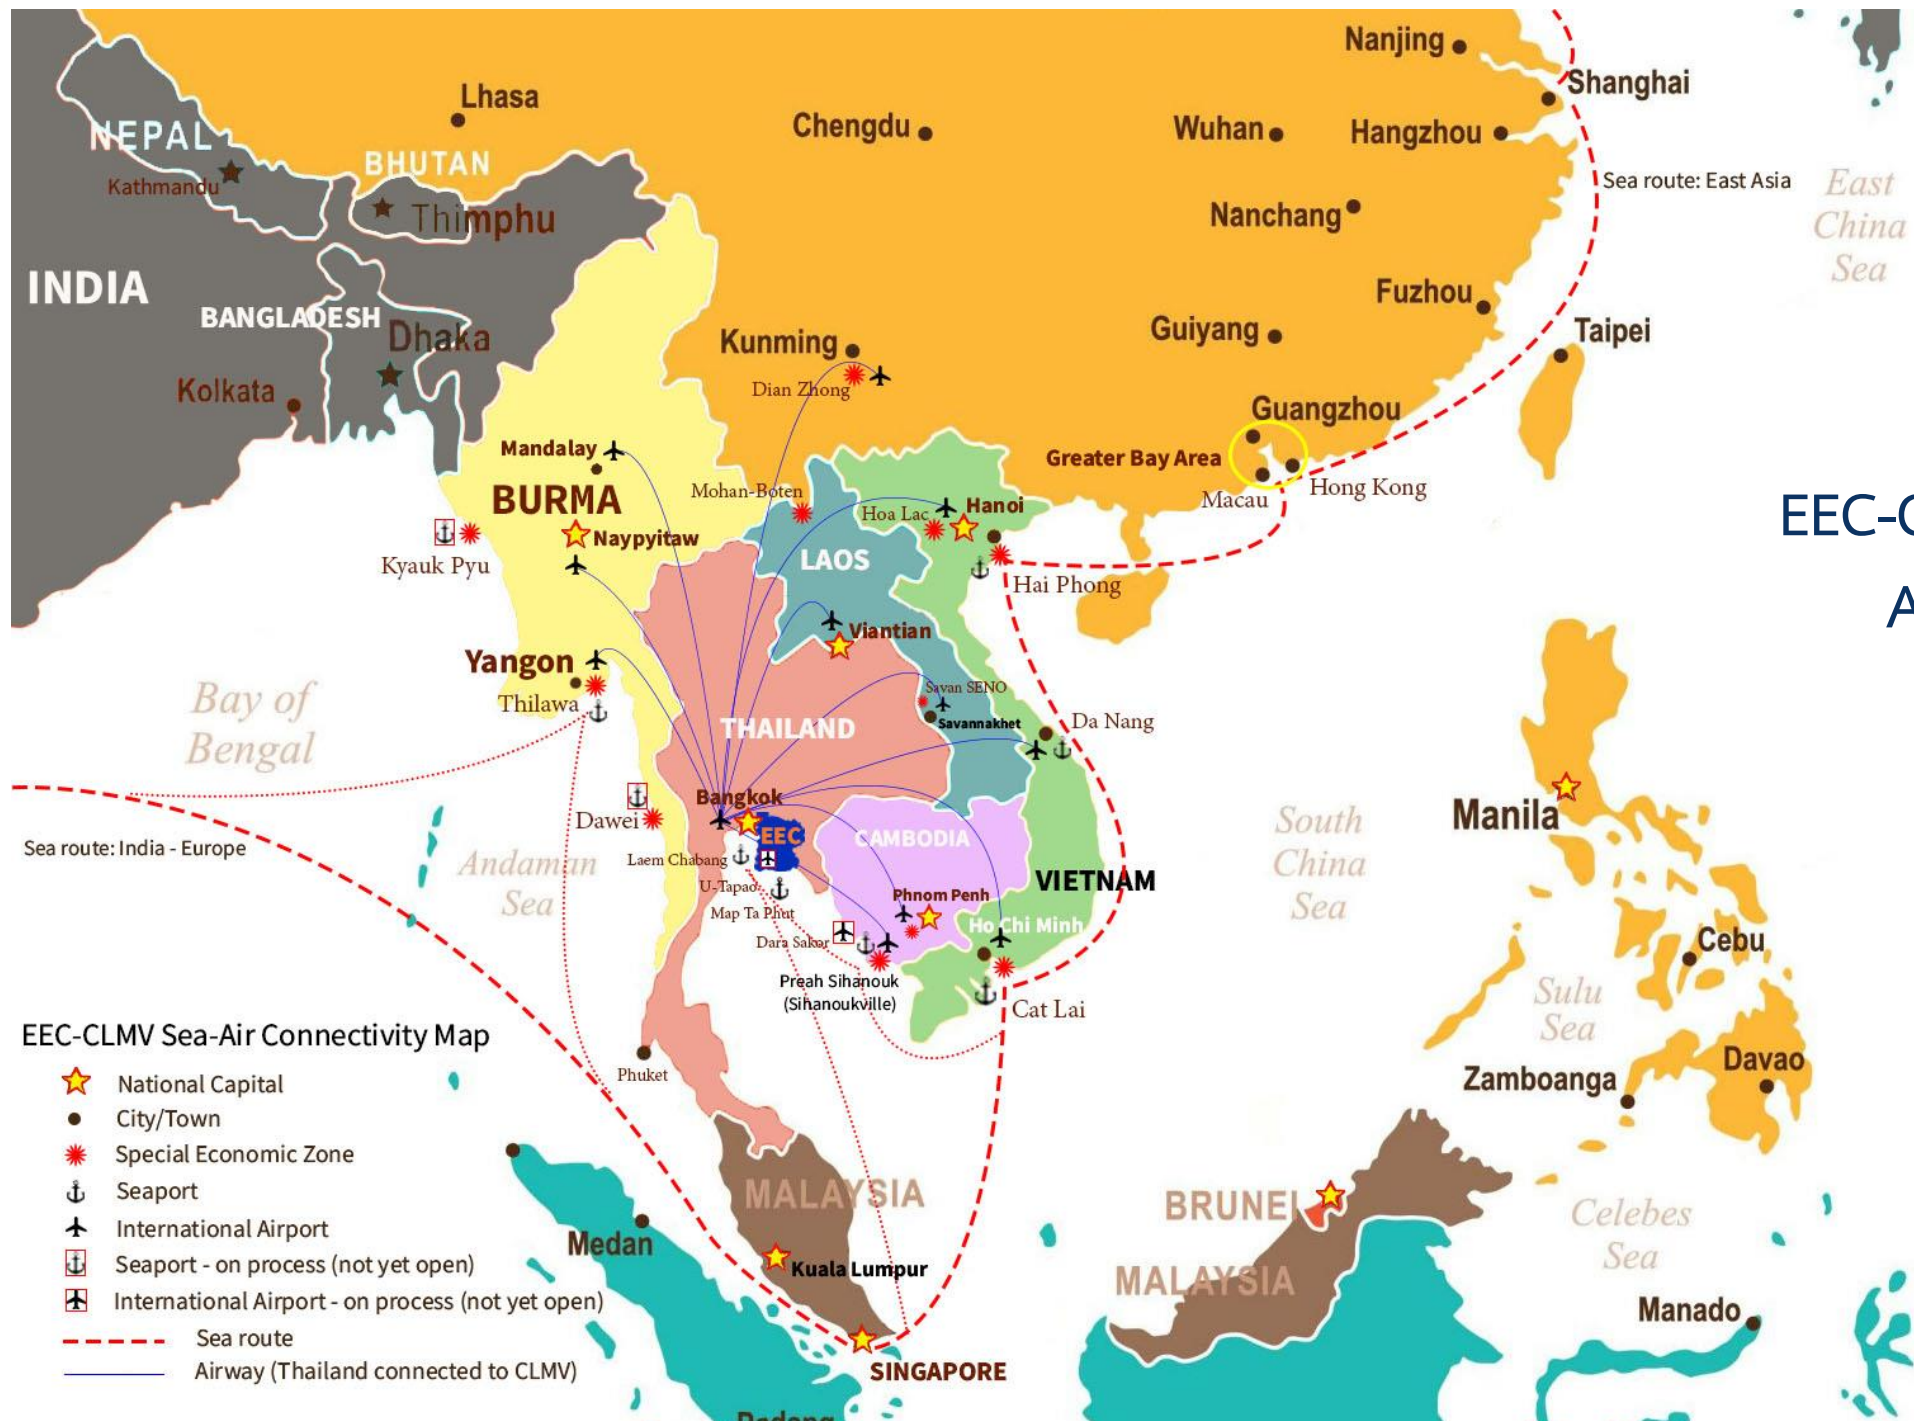 Nanjing
Shanghai
Lhasa
Chengdu
Wuhan
Hangzhou
NEPAL
Kathmandu
BHUTAN
Thimphu
Sea route: East Asia
East
China
Sea
Nanchang
INDIA
BANGLADESH
Dhaka
Fuzhou
Kunming
Guiyang
Taipei
Kolkata
Dian Zhong
Guangzhou
Mandalay
Greater Bay Area
BURMA
Mohan-Boten
Macau
Hong Kong
Hoa Lac
Hanoi
EEC-C
A
Naypyitaw
Kyauk Pyu
LAOS
Hai Phong
Viantian
Yangon
Thilawa
Bay of
Bengal
Savan SENO
Savannakhet
THAILAND
Da Nang
Bangkok
Dawei
EEC
CAMBODIA
South
China
Sea
Manila
Sea route: India - Europe
Andaman
Sea
Laem Chabang
U-Tapao
Map Ta Phut
VIETNAM
Phnom Penh
Ho Chi Minh
Dara Sakor
Preah Sihanouk
(Sihanoukville)
Cat Lai
Cebu
Sulu
Sea
Phuket
Davao
Zamboanga
EEC-CLMV Sea-Air Connectivity Map
National Capital
City/Town
Special Economic Zone
Seaport
International Airport
Seaport - on process (not yet open)
International Airport - on process (not yet open)
Sea route
Airway (Thailand connected to CLMV)
MALAYSIA
BRUNEI
Celebes
Sea
Medan
Kuala Lumpur
MALAYSIA
Manado
SINGAPORE